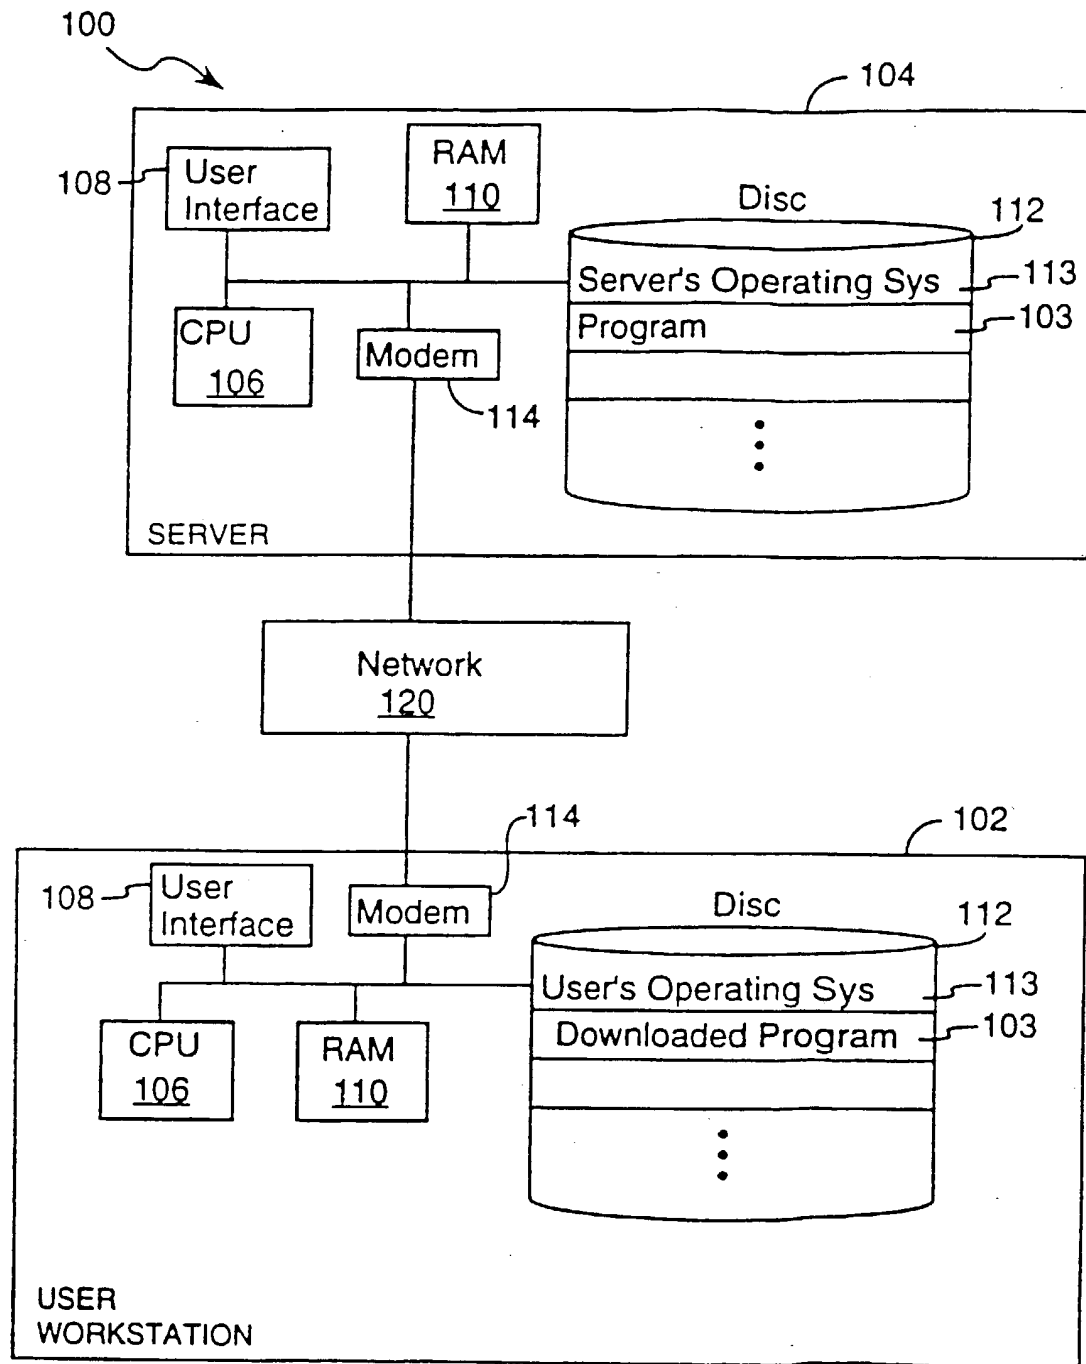 100
104
108
User
Interface
RAM
110
Disc
112
Server's Operating Sys
113
Program
103
CPU
106
Modem
114
SERVER
Network
120
114
102
108
User
Interface
Modem
Disc
112
User's Operating Sys
113
Downloaded Program
103
CPU
106
RAM
110
USER
WORKSTATION